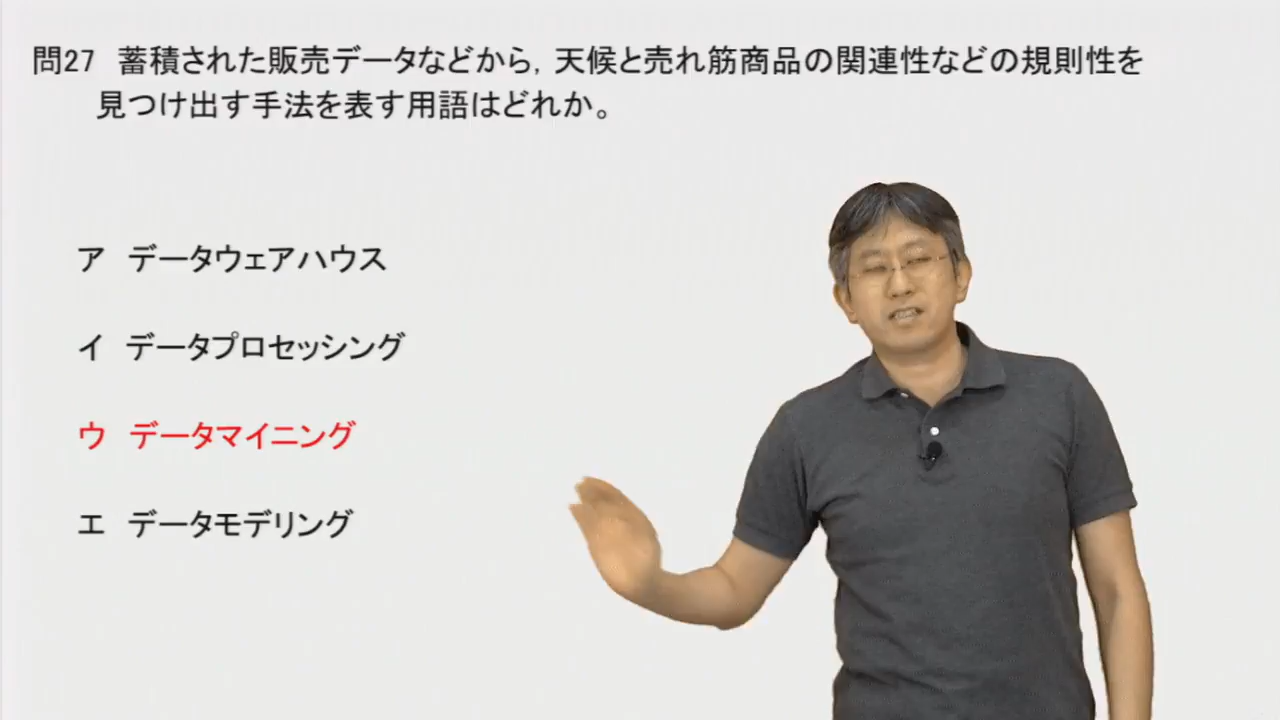 問27 蓄積された販売データなどから，天候と売れ筋商品の関連性などの規則性を
見つけ出す手法を表す用語はどれか。
ア データウェアハウス
イ データプロセッシング
ウ データマイニング
エ データモデリング